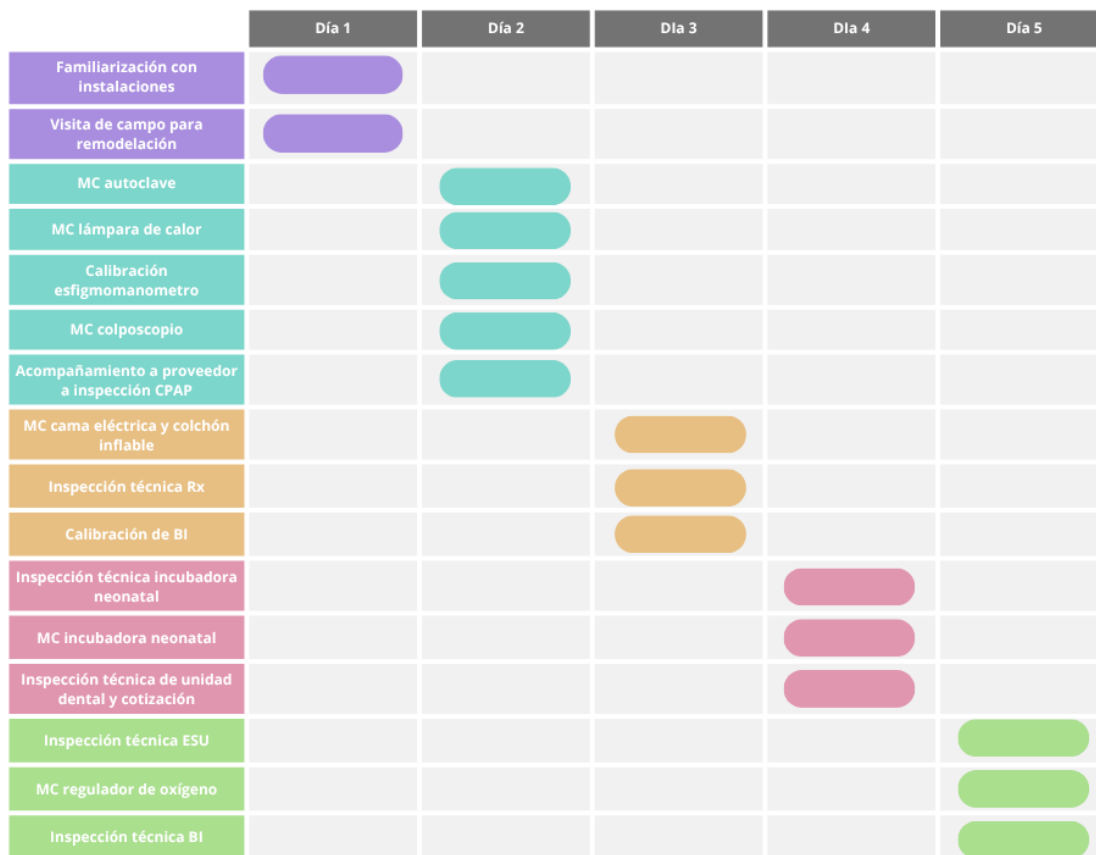 Día 1
Día 2
DIa 3
DIa 4
Día 5
Familiarización con
instalaciones
Visita de campo para
remodelación
MC autoclave
MC lámpara de calor
Calibración
esfigmomanometro
MC colposcopio
Acompañamiento a proveedor
a inspección CPAP
MC cama eléctrica y colchón
inflable
Inspección técnica Rx
Calibración de BI
Inspección técnica incubadora
neonatal
MC incubadora neonatal
Inspección técnica de unidad
dental y cotización
Inspección técnica ESU
MC regulador de oxígeno
Inspección técnica BI